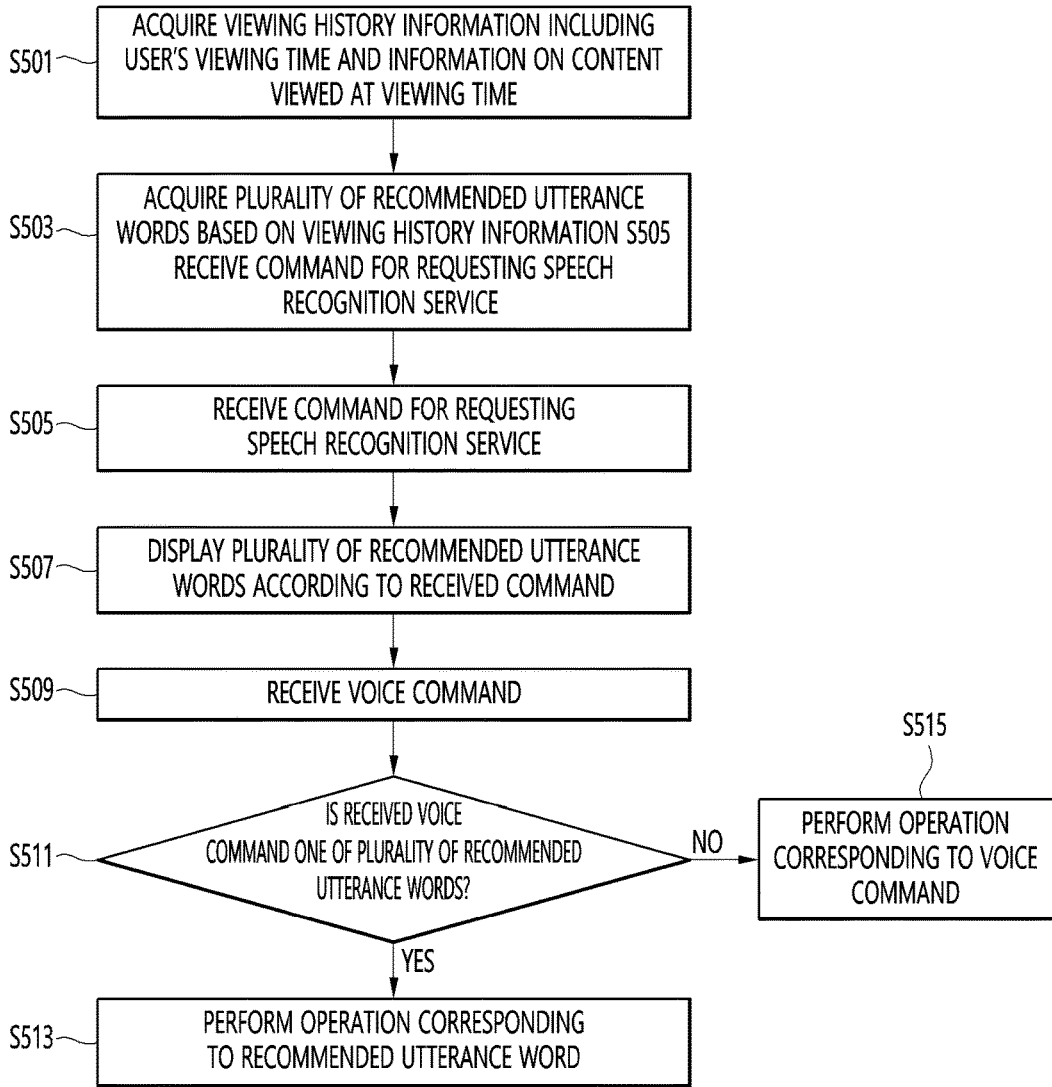 S501
ACQUIRE VIEWING HISTORY INFORMATION INCLUDING
USER'S VIEWING TIME AND INFORMATION ON CONTENT
VIEWED AT VIEWING TIME
S503
ACQUIRE PLURALITY OF RECOMMENDED UTTERANCE
WORDS BASED ON VIEWING HISTORY INFORMATION S505
RECEIVE COMMAND FOR REQUESTING SPEECH
RECOGNITION SERVICE
S505
RECEIVE COMMAND FOR REQUESTING
SPEECH RECOGNITION SERVICE
S507
DISPLAY PLURALITY OF RECOMMENDED UTTERANCE
WORDS ACCORDING TO RECEIVED COMMAND
S509
RECEIVE VOICE COMMAND
S511
IS RECEIVED VOICE
COMMAND ONE OF PLURALITY OF RECOMMENDED
UTTERANCE WORDS?
NO
S515
PERFORM OPERATION
CORRESPONDING TO VOICE
COMMAND
YES
S513
PERFORM OPERATION CORRESPONDING
TO RECOMMENDED UTTERANCE WORD